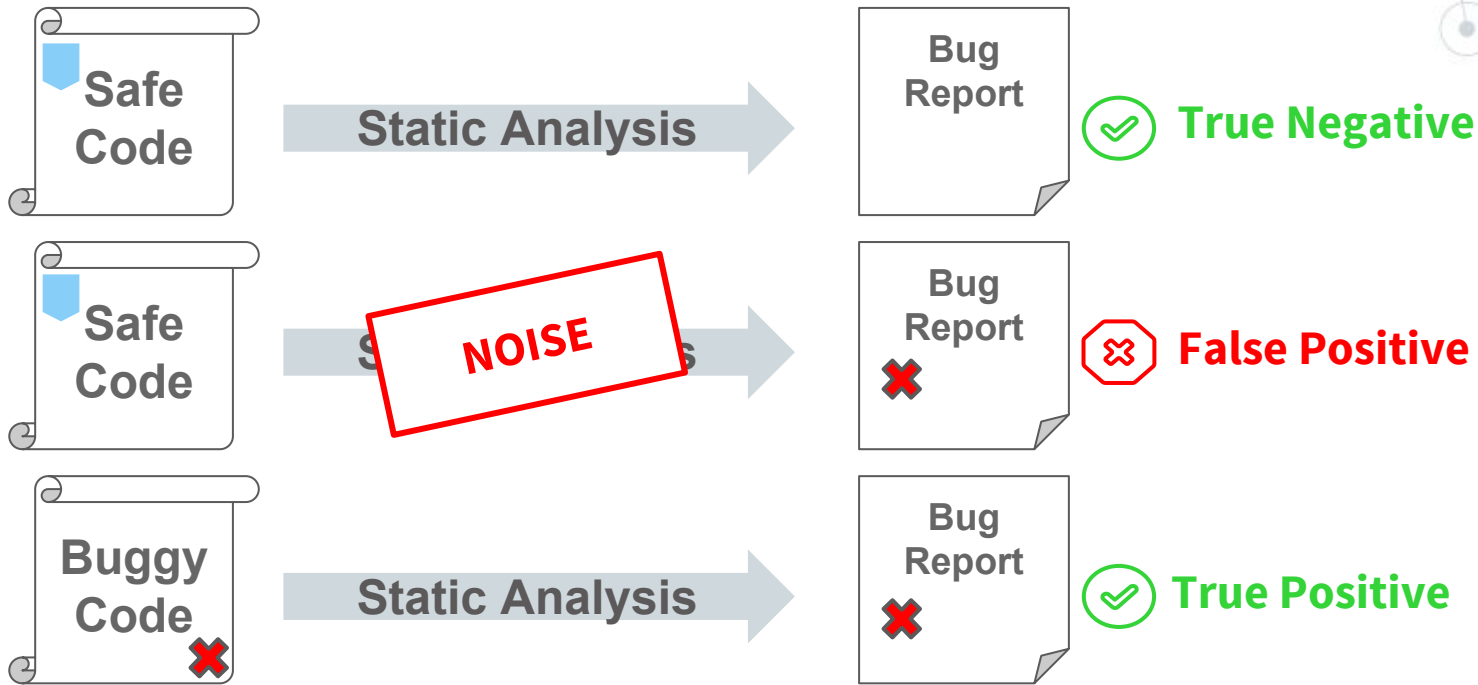 Safe
Code
Static Analysis
Bug
Report
True Negative
Safe
Code
NOISE
Bug
Report
False Positive
Buggy
Code
Static Analysis
Bug
Report
True Positive